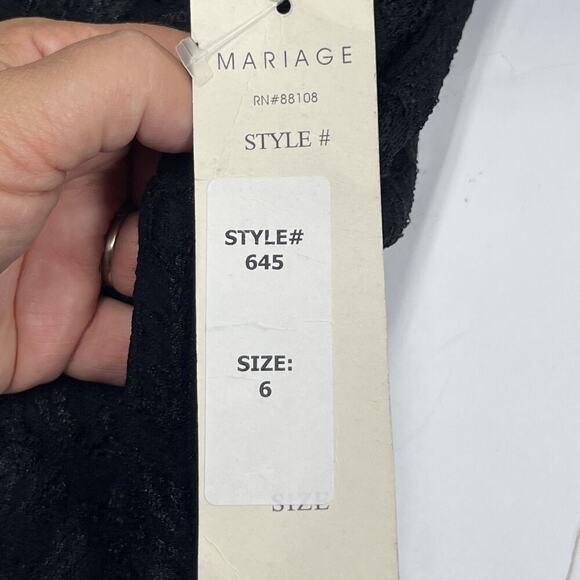 MARIAGE
RN#88108
STYLE #
STYLE#
645
SIZE:
6
SIZE